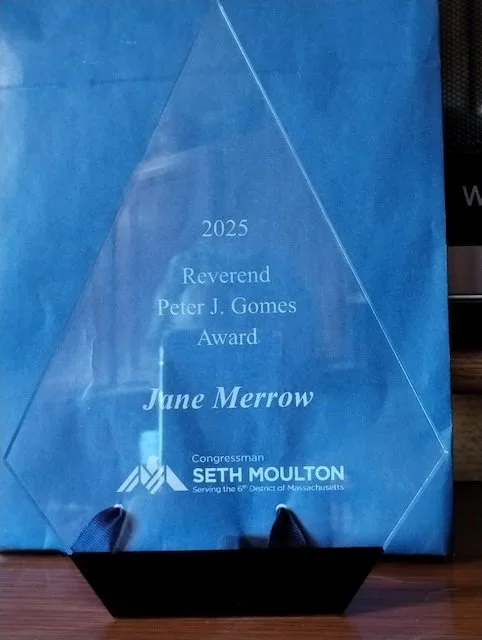 2025
Reverend
Peter J. Gomes
Award
Jane Merrow
Congressman
SETH MOULTON
Serving the 6th District of Massachusetts
W